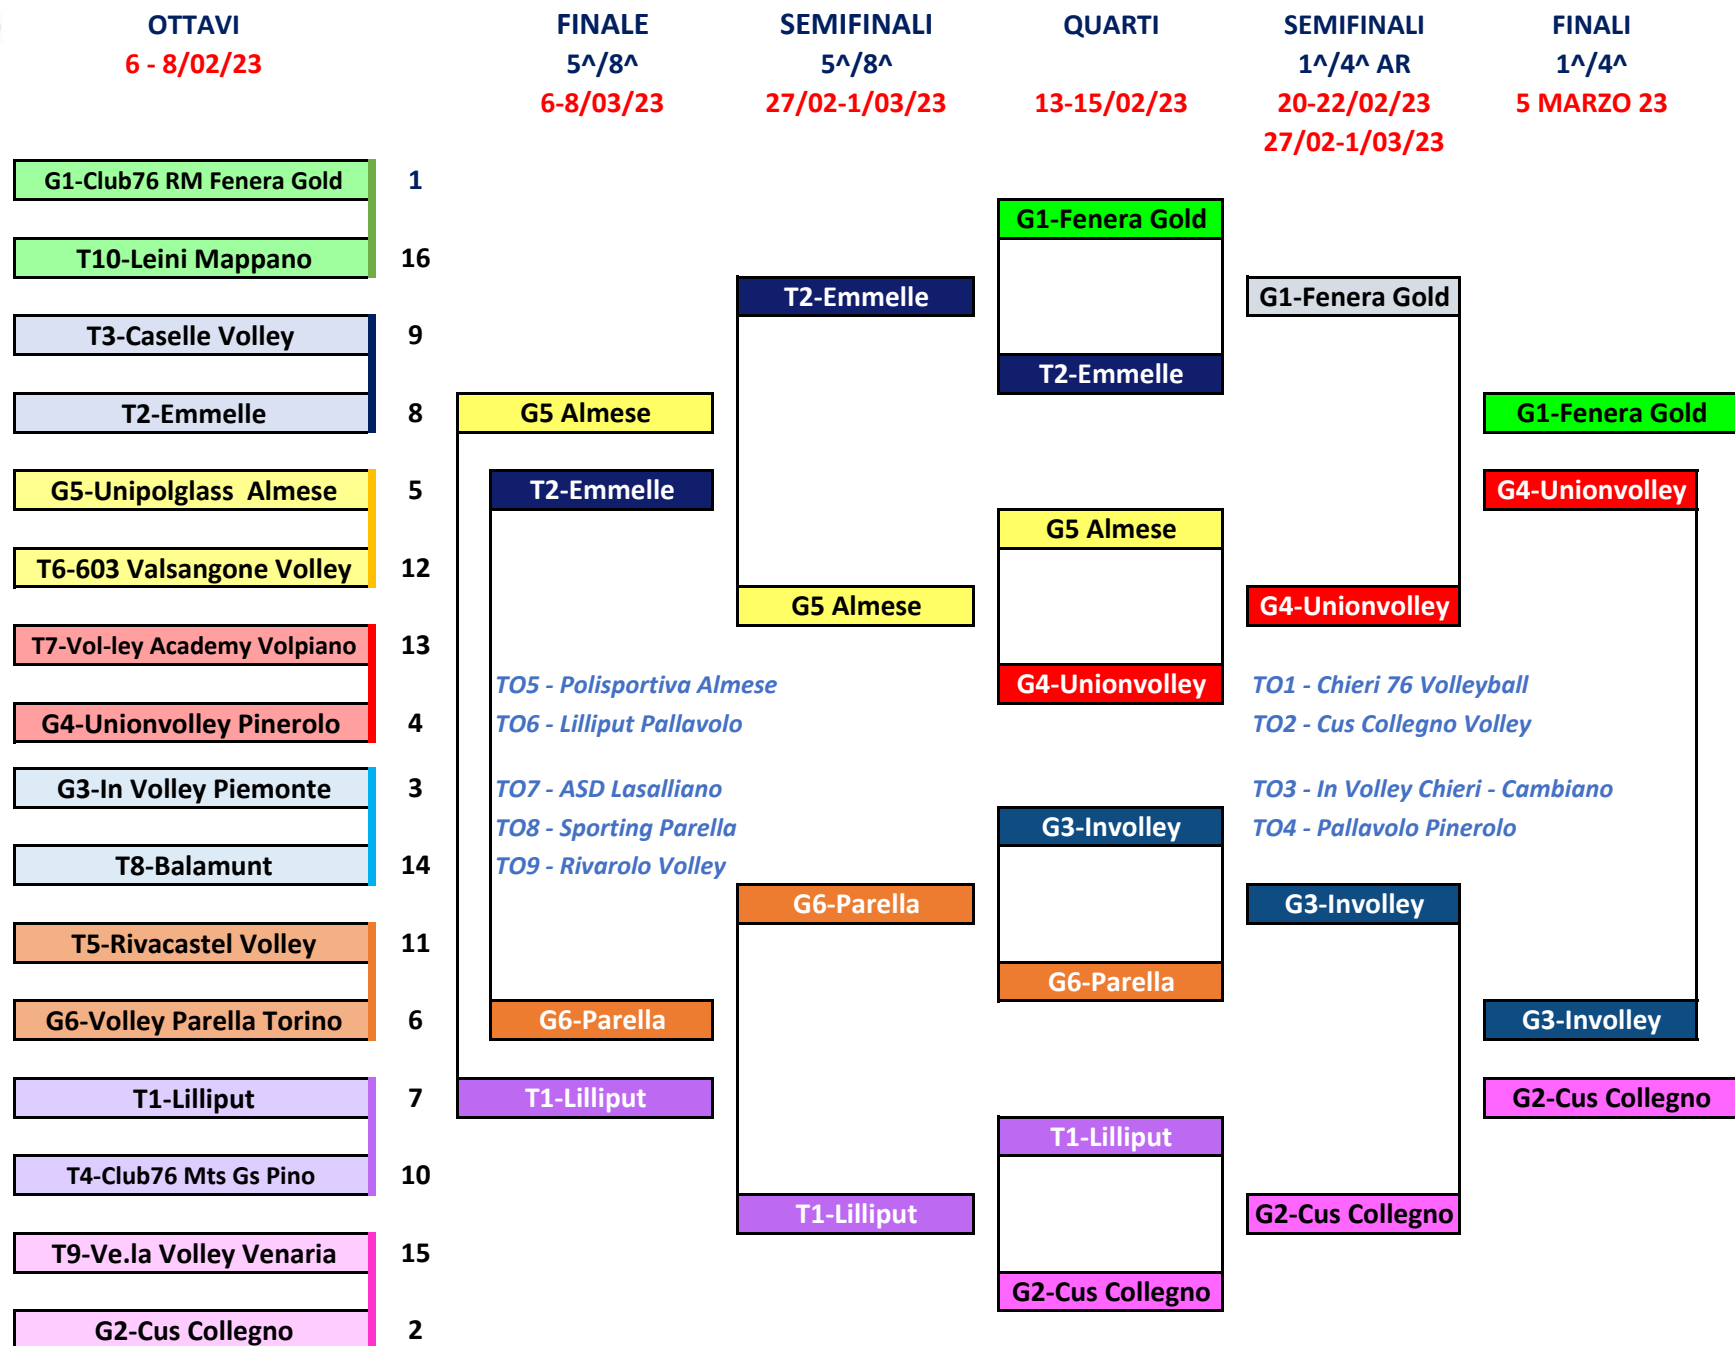 OTTAVI
6 - 8/02/23
FINALE
5^/8^
6-8/03/23
SEMIFINALI
5^/8^
27/02-1/03/23
QUARTI
13-15/02/23
SEMIFINALI
1^/4^ AR
20-22/02/23
27/02-1/03/23
FINALI
1^/4^
5 MARZO 23
G1-Club76 RM Fenera Gold 1
T10-Leini Mappano 16
T3-Caselle Volley 9
T2-Emmelle 8
G5-Unipolglass  Almese 5
T6-603 Valsangone Volley 12
T7-Vol-ley Academy Volpiano 13
G4-Unionvolley Pinerolo 4
G3-In Volley Piemonte 3
T8-Balamunt 14
T5-Rivacastel Volley 11
G6-Volley Parella Torino 6
T1-Lilliput 7
T4-Club76 Mts Gs Pino 10
T9-Ve.la Volley Venaria 15
G2-Cus Collegno 2
G5 Almese
T2-Emmelle
TO5 - Polisportiva Almese
TO6 - Lilliput Pallavolo
TO7 - ASD Lasalliano
TO8 - Sporting Parella
TO9 - Rivarolo Volley
G6-Parella
T1-Lilliput
T2-Emmelle
G5 Almese
G6-Parella
T1-Lilliput
G1-Fenera Gold
T2-Emmelle
G5 Almese
G4-Unionvolley
G3-Involley
G6-Parella
T1-Lilliput
G2-Cus Collegno
G1-Fenera Gold
G4-Unionvolley
TO1 - Chieri 76 Volleyball
TO2 - Cus Collegno Volley
TO3 - In Volley Chieri - Cambiano
TO4 - Pallavolo Pinerolo
G3-Involley
G2-Cus Collegno
G1-Fenera Gold
G4-Unionvolley
G3-Involley
G2-Cus Collegno